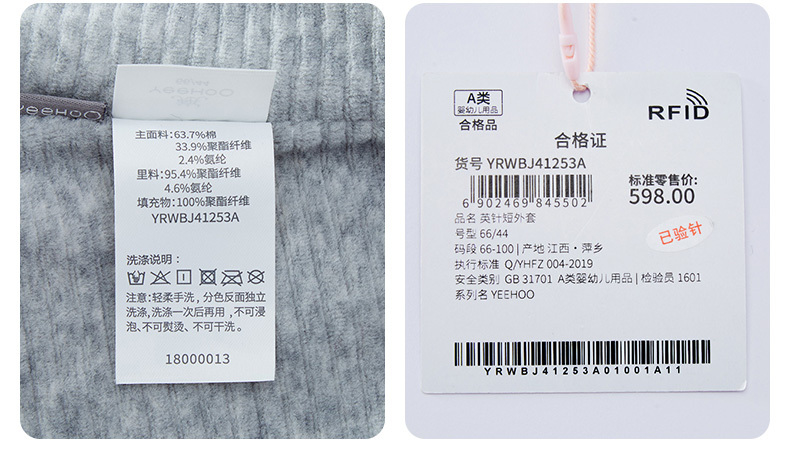 YeeHoO
YeeHoO
主面料:63.7%棉
33.9%聚酯纤维
2.4%氨纶
里料:95.4%聚酯纤维
4.6%氨纶
填充物:100%聚酯纤维
YRWBJ41253A
洗涤说明:
注意:轻柔手洗,分色反面独立
洗涤,洗涤一次后再用,不可浸
泡、不可熨烫、不可干洗。
18000013
A类
婴幼儿用品
合格品
RFID
合格证
货号 YRWBJ41253A
6 902469 845502
标准零售价:
598.00
品名 英针短外套
号型 66/44
已验针
码段 66-100 | 产地 江西·萍乡
执行标准 Q/YHFZ 004-2019
安全类别 GB 31701 A类婴幼儿用品 | 检验员 1601
系列名 YEEHOO
YRWBJ41253A01001A11